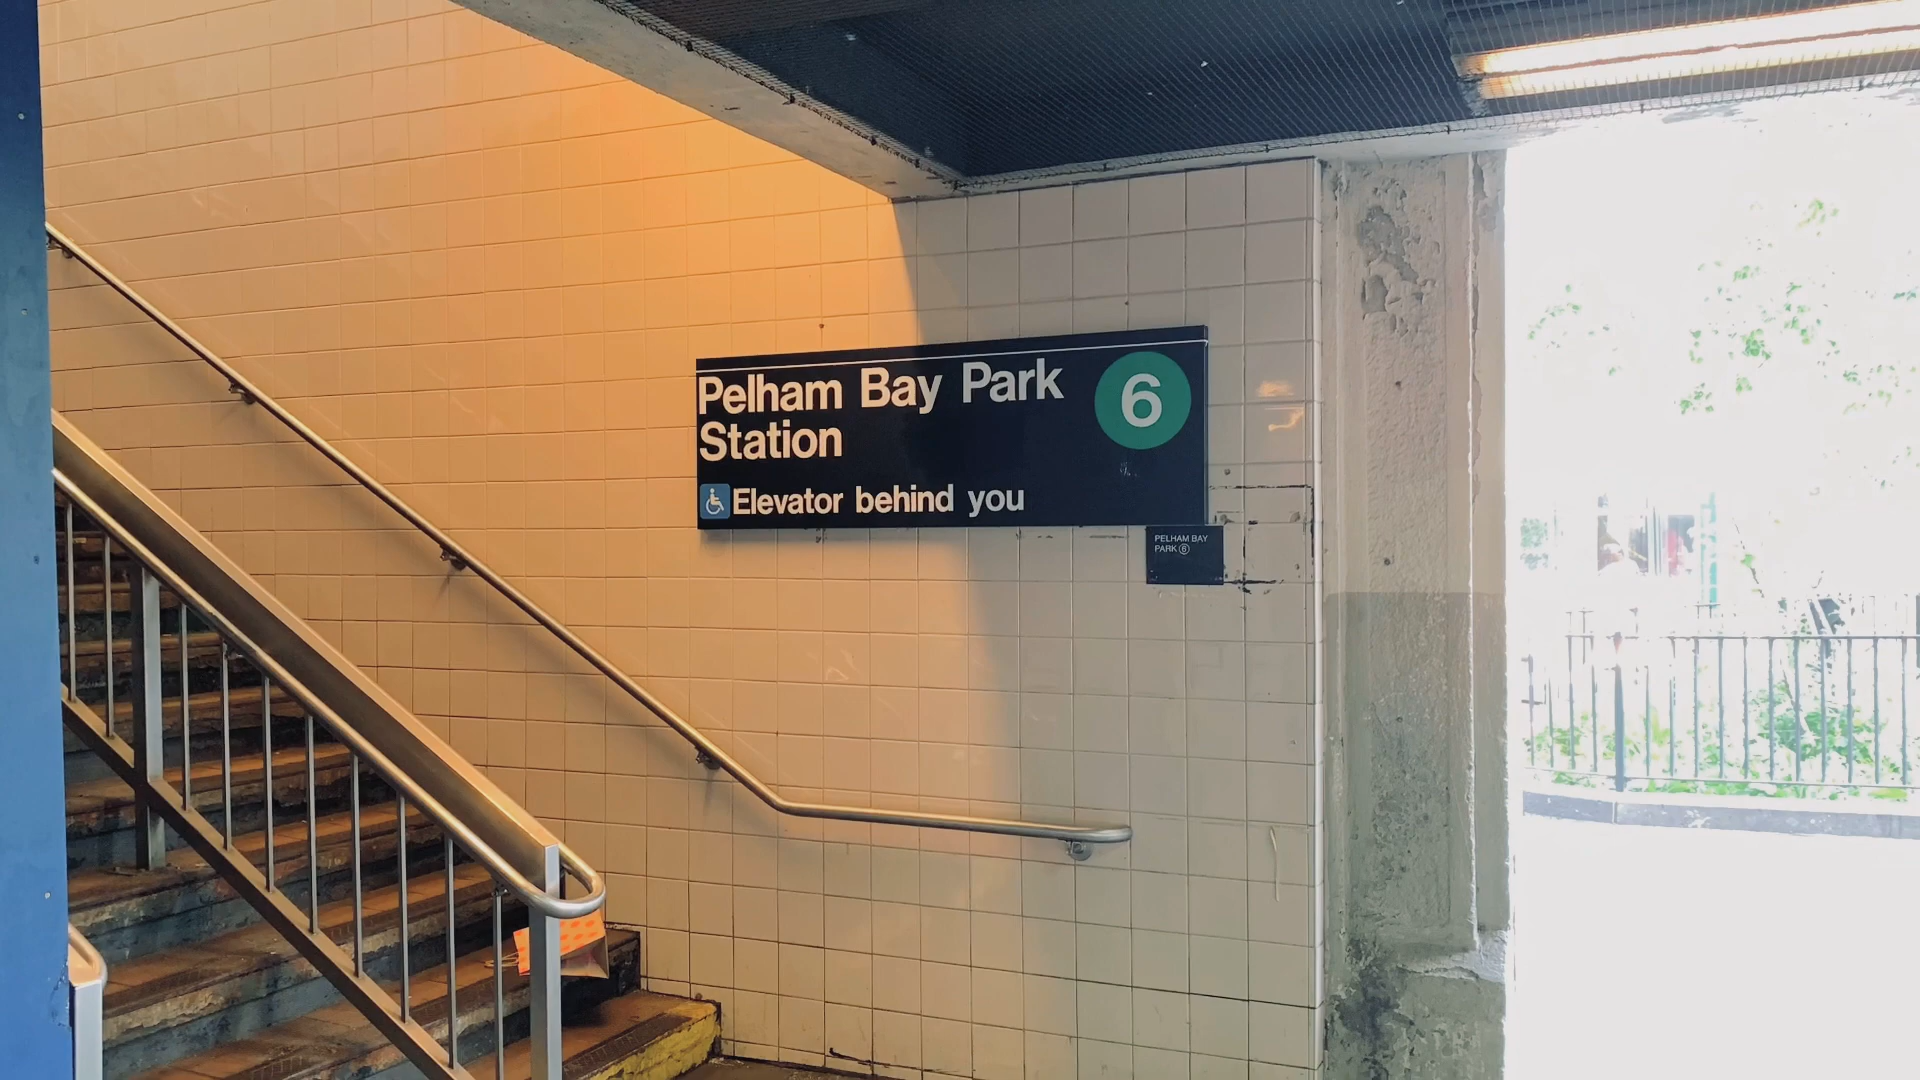 Pelham Bay Park 6
Station
Elevator behind you
PELHAM BAY
PARK 6